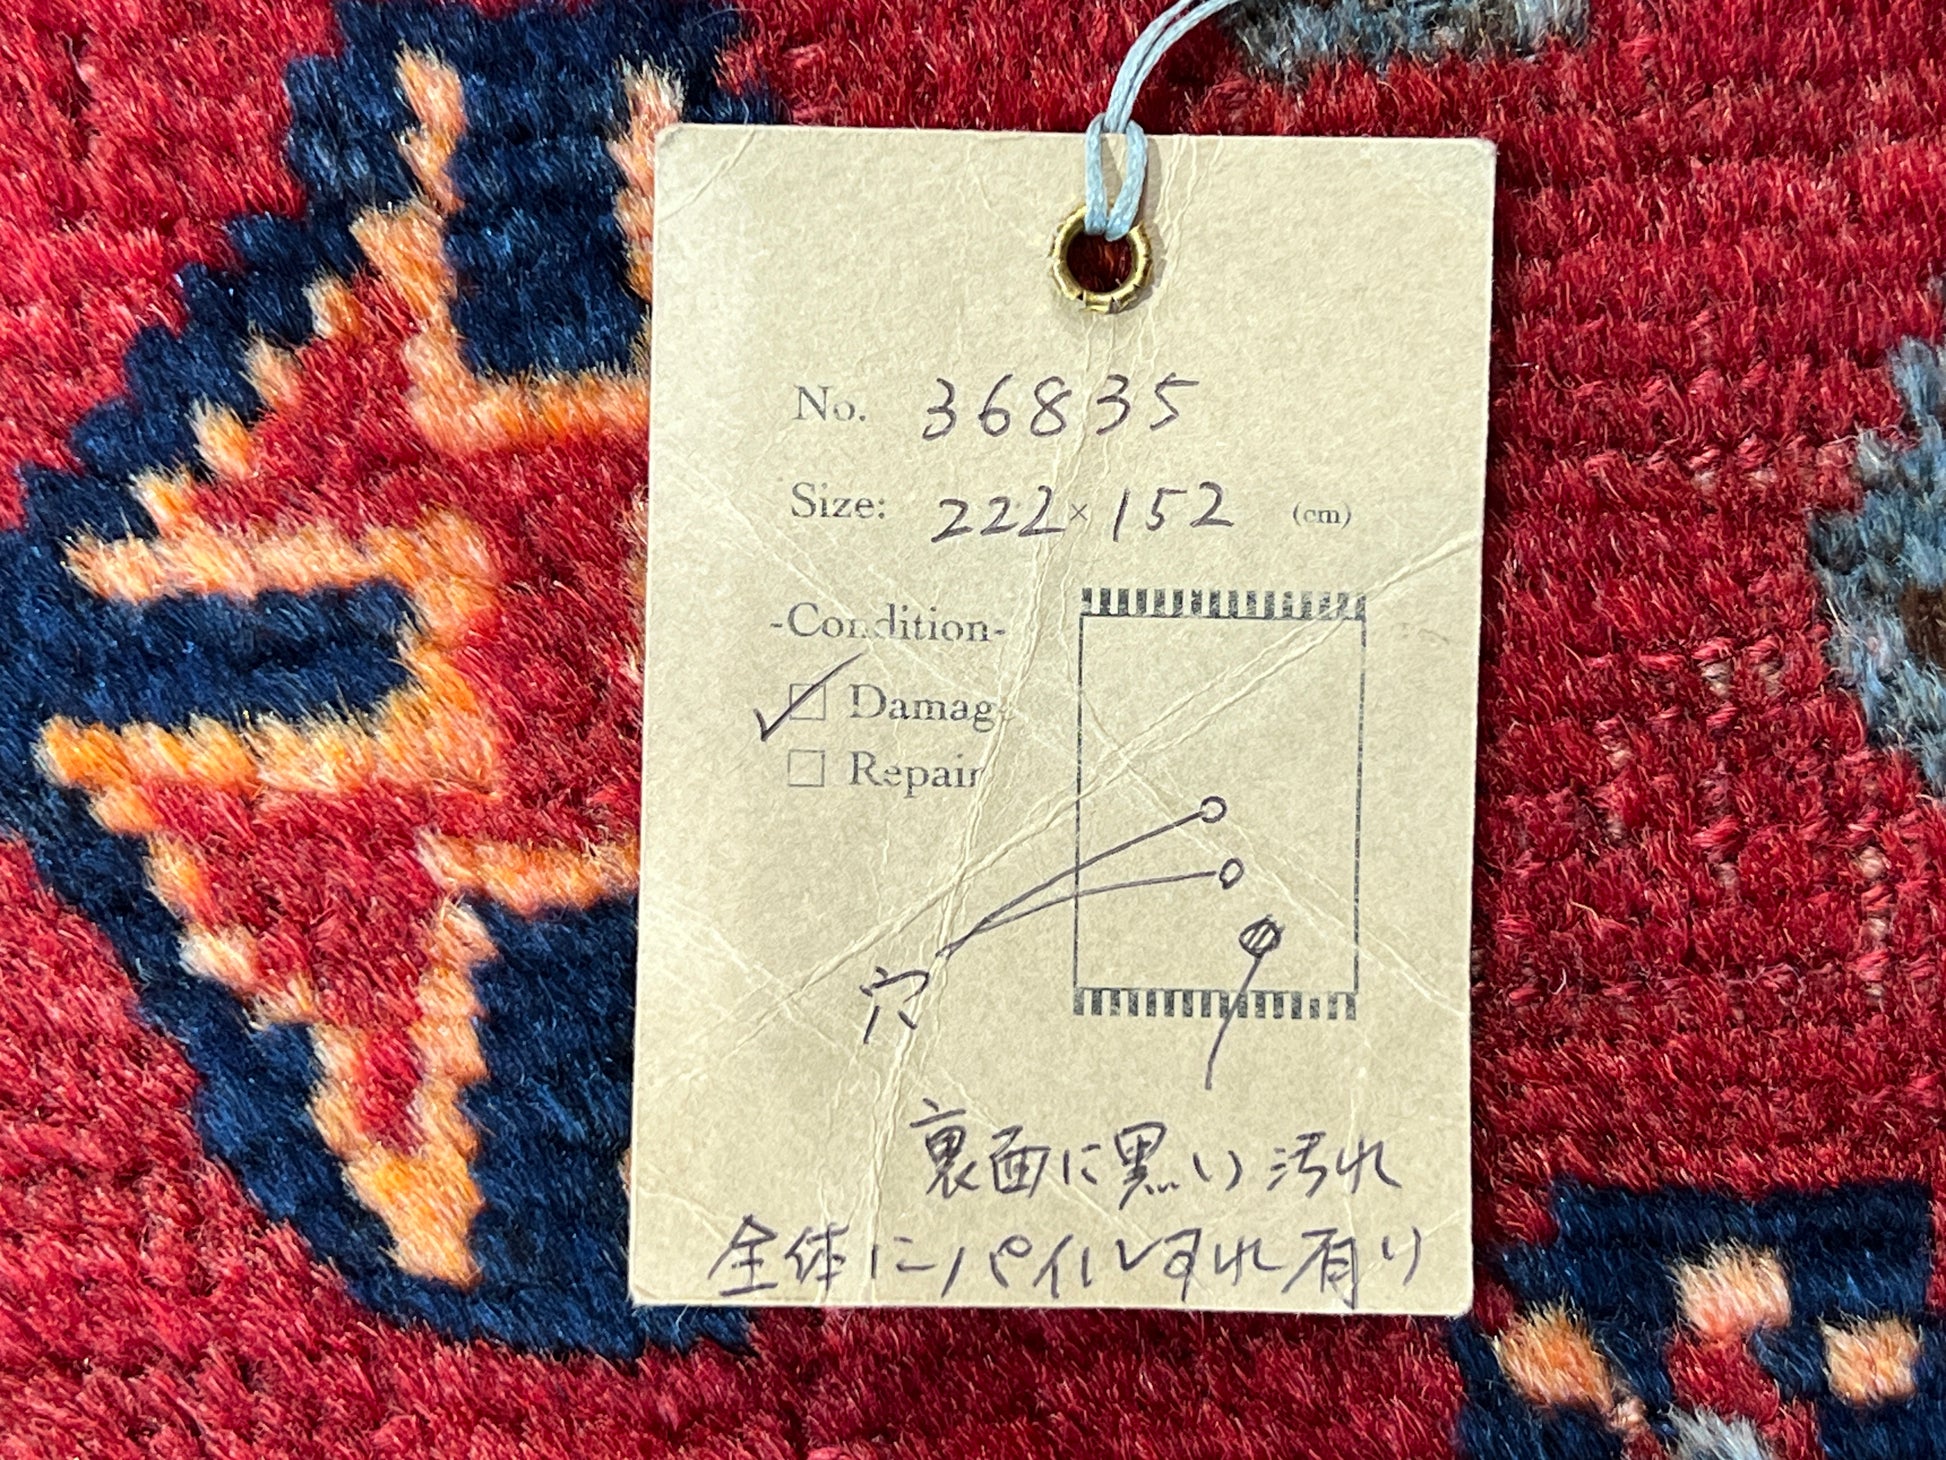 No. 36835
Size: 222 × 152 (cm)
-Condition-
Damag
Repair
穴
裏面に黒い汚れ
全体にパイルすれ有り